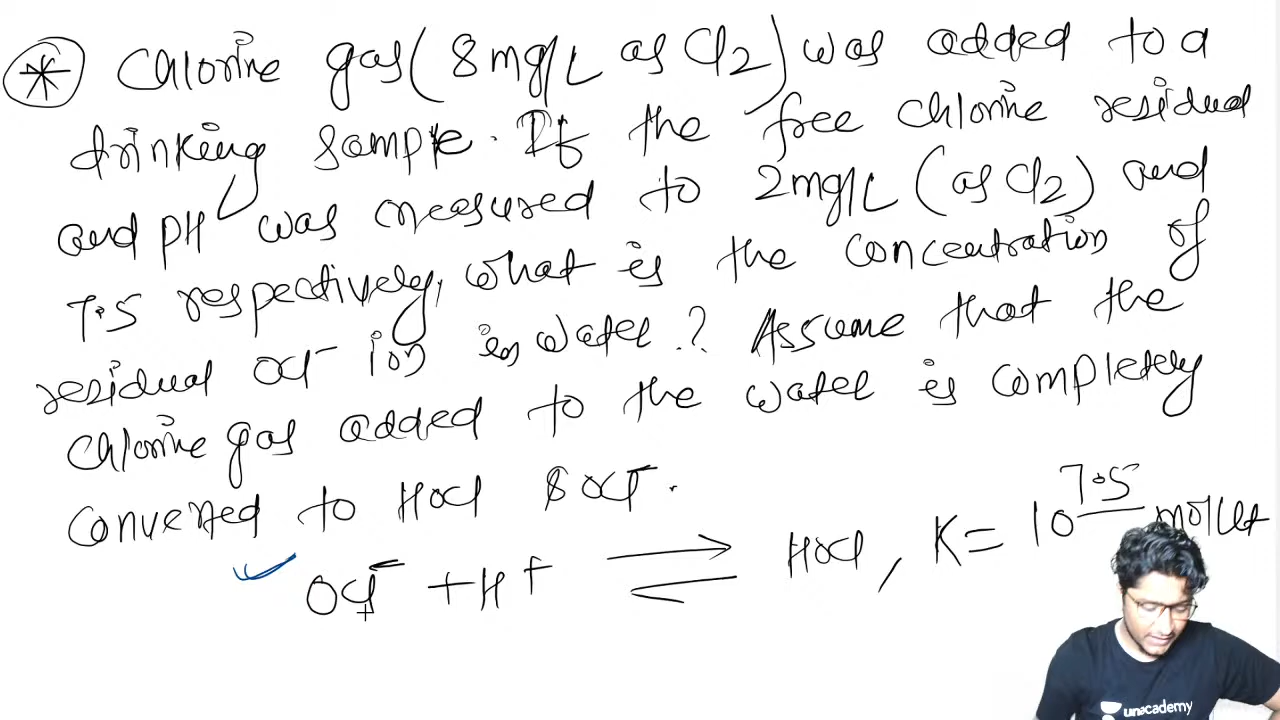 Chlorine gas (8 mg/L as Cl2) was added to a
drinking sample. If the free chlorine residual
and pH was measured to 2mg/L (as Cl2) and
7.5 respectively, what is the concentration of
residual OCl⁻ ion in water? Assume that the
Chlorine gas added to the water is completely
converted to HOCl & OCl⁻.
OCl⁻ + H⁺ ⇌ HOCl, K = 10^7.5 mol/Lit
unacademy